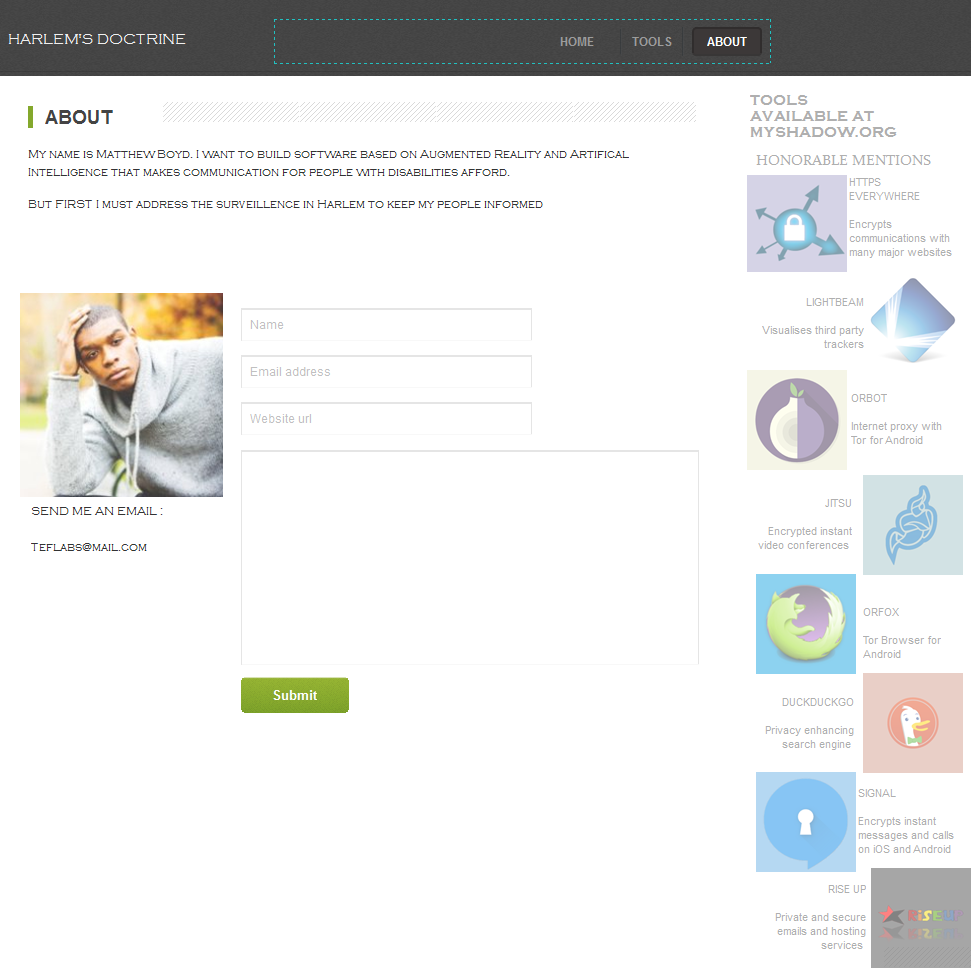 HARLEM'S DOCTRINE
HOME
TOOLS
ABOUT
ABOUT
My name is Matthew Boyd. I want to build software based on Augmented Reality and Artifical
Intelligence that makes communication for people with disabilities afford.
But FIRST I must address the surveillence in Harlem to keep my people informed
Name
Email address
Website url
SEND ME AN EMAIL :
Teflabs@mail.com
Submit
TOOLS
AVAILABLE AT
MYSHADOW.ORG
HONORABLE MENTIONS
HTTPS
EVERYWHERE
Encrypts
communications with
many major websites
LIGHTBEAM
Visualises third party
trackers
ORBOT
Internet proxy with
Tor for Android
JITSU
Encrypted instant
video conferences
ORFOX
Tor Browser for
Android
DUCKDUCKGO
Privacy enhancing
search engine
SIGNAL
Encrypts instant
messages and calls
on iOS and Android
RISE UP
Private and secure
emails and hosting
services
RiSEUP